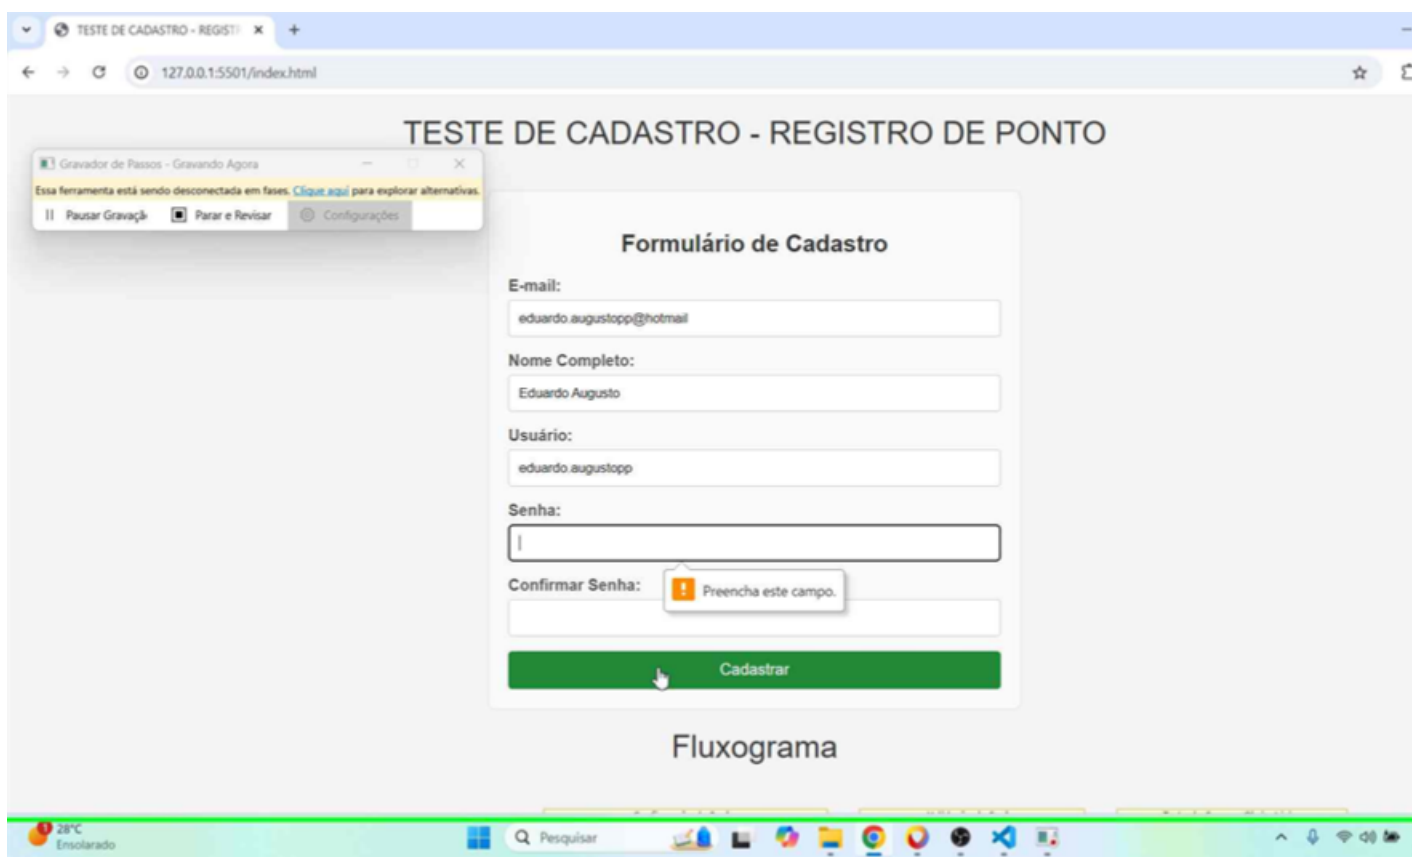 TESTE DE CADASTRO - REGIST
127.0.0.1:5501/index.html
TESTE DE CADASTRO - REGISTRO DE PONTO
Gravador de Passos - Gravando Agora
Essa ferramenta está sendo desconectada em fases. Clique aqui para explorar alternativas.
Pausar Gravaçã Parar e Revisar Configurações
Formulário de Cadastro
E-mail:
eduardo.augustopp@hotmail
Nome Completo:
Eduardo Augusto
Usuário:
eduardo.augustopp
Senha:
Confirmar Senha:
Preencha este campo.
Cadastrar
Fluxograma
1
28°C
Ensolarado
Pesquisar